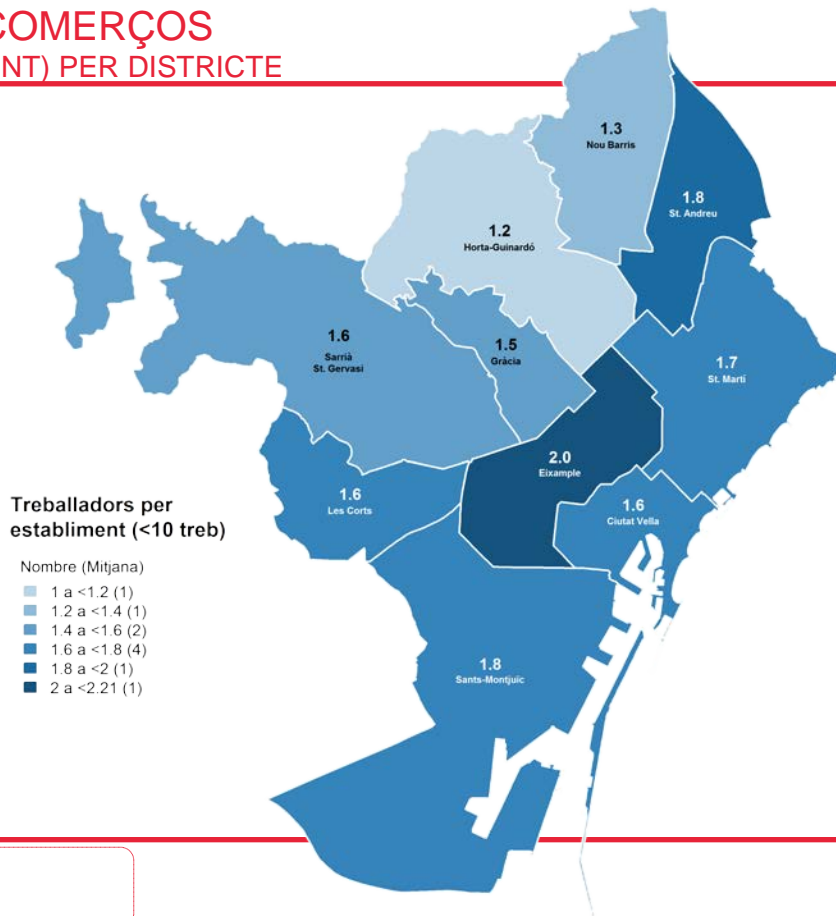 COMERÇOS
NT) PER DISTRICTE
1.3
Nou Barris
1.8
St. Andreu
1.2
Horta-Guinardó
1.6
Sarrià
St. Gervasi
1.5
Gràcia
1.7
St. Martí
2.0
Eixample
1.6
Les Corts
1.6
Ciutat Vella
1.8
Sants-Montjuïc
Treballadors per
establiment (<10 treb)
Nombre (Mitjana)
1 a <1.2 (1)
1.2 a <1.4 (1)
1.4 a <1.6 (2)
1.6 a <1.8 (4)
1.8 a <2 (1)
2 a <2.21 (1)